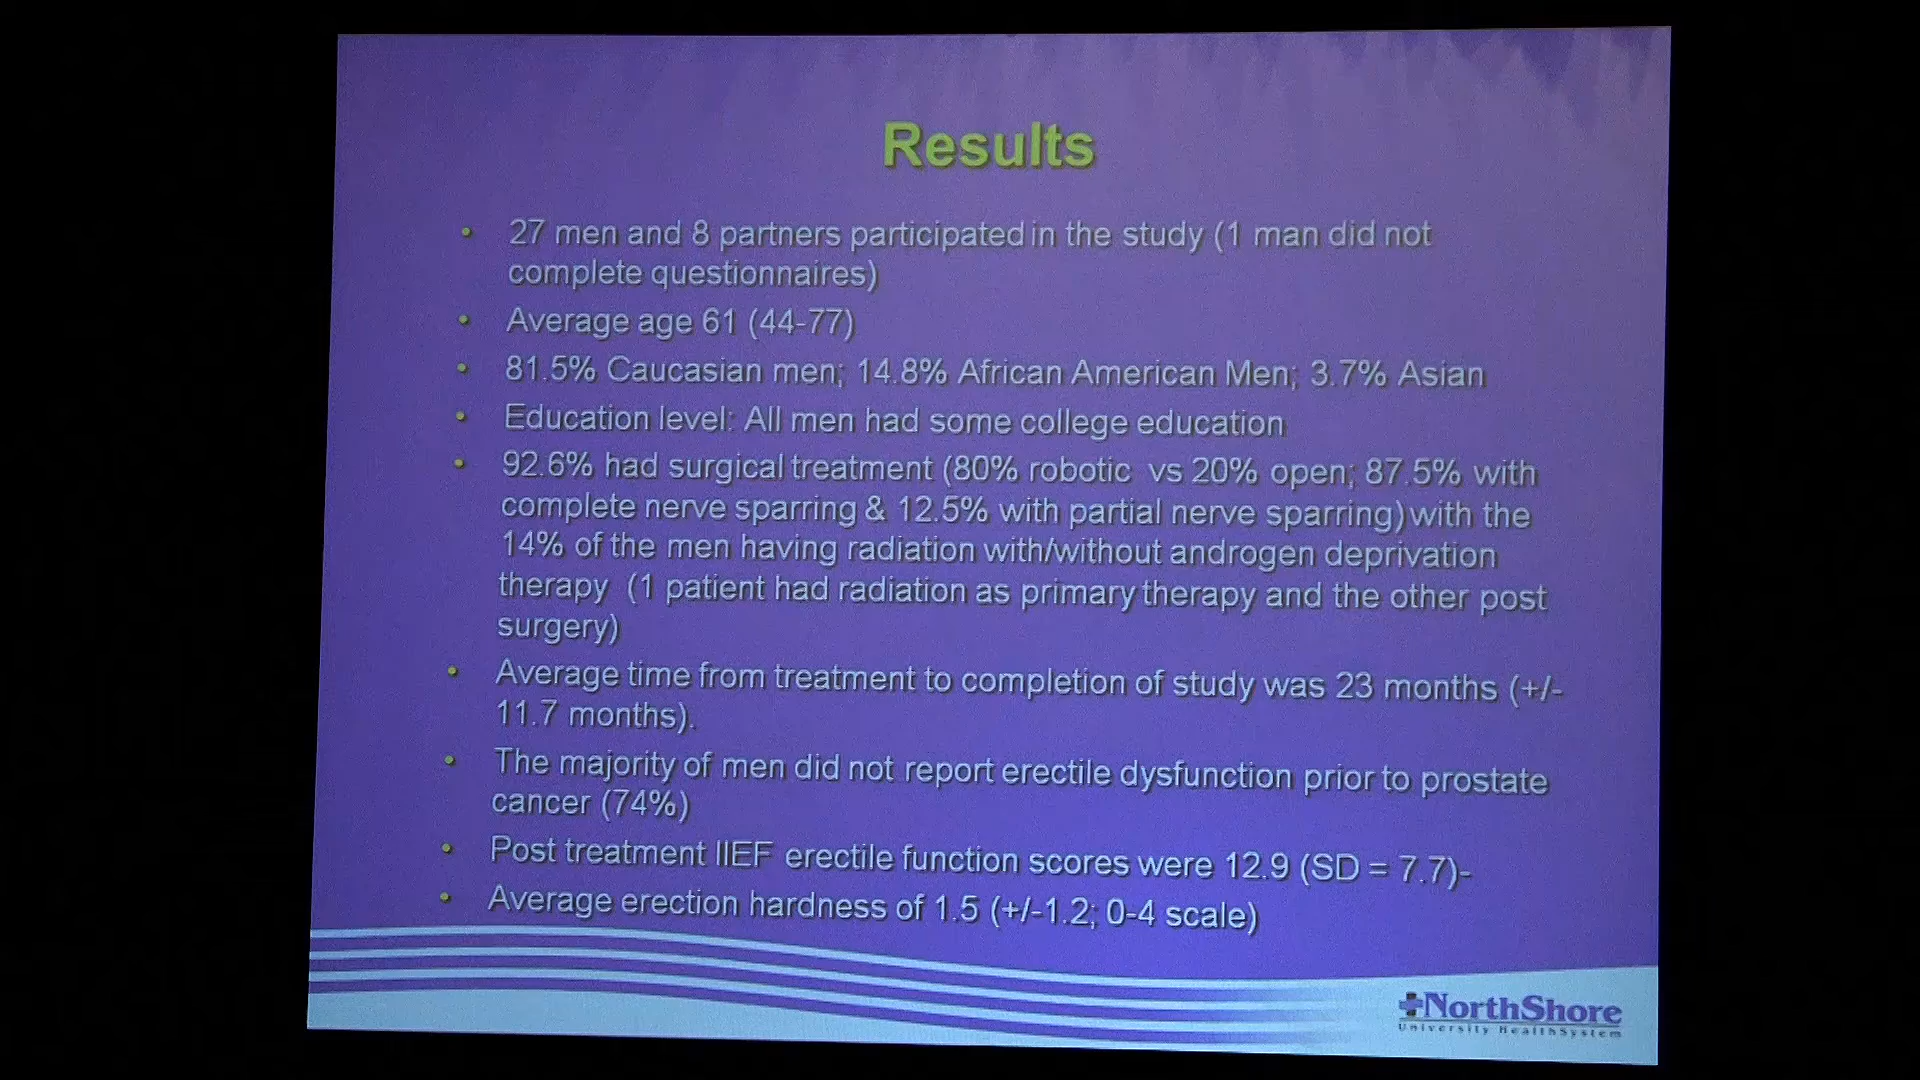 Results
• 27 men and 8 partners participated in the study (1 man did not
complete questionnaires)
• Average age 61 (44-77)
• 81.5% Caucasian men; 14.8% African American Men; 3.7% Asian
• Education level: All men had some college education
• 92.6% had surgical treatment (80% robotic vs 20% open; 87.5% with
complete nerve sparring & 12.5% with partial nerve sparring) with the
14% of the men having radiation with/without androgen deprivation
therapy (1 patient had radiation as primary therapy and the other post
surgery)
• Average time from treatment to completion of study was 23 months (+/-
11.7 months).
• The majority of men did not report erectile dysfunction prior to prostate
cancer (74%)
• Post treatment IIEF erectile function scores were 12.9 (SD = 7.7)-
• Average erection hardness of 1.5 (+/-1.2; 0-4 scale)
NorthShore
University HealthSystem